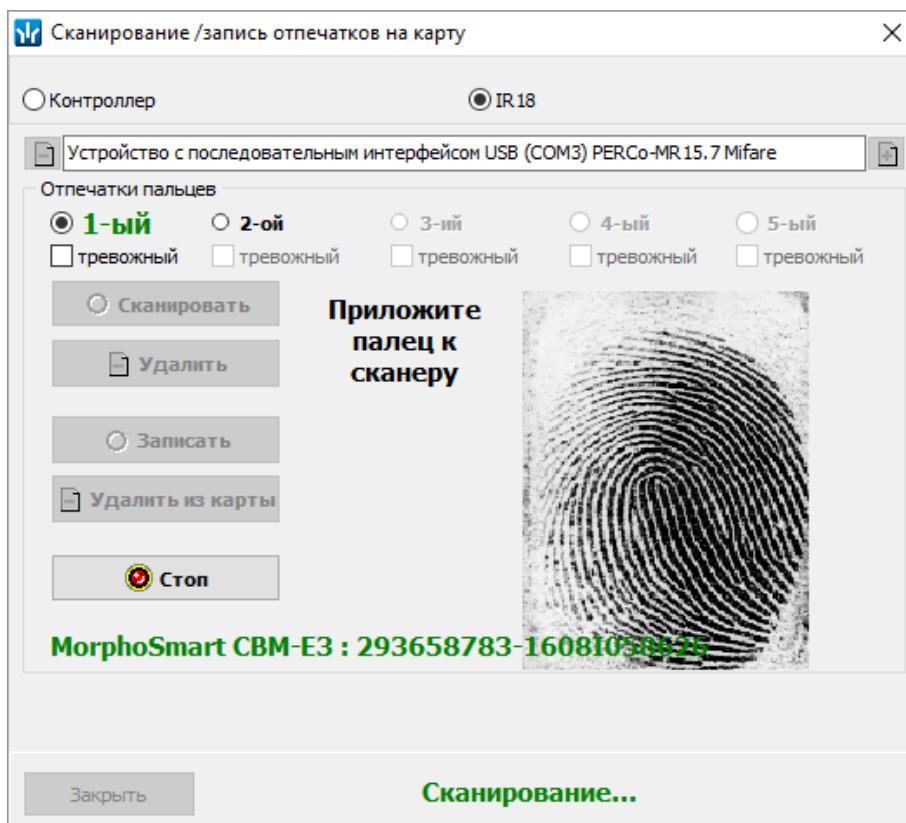 Сканирование /запись отпечатков на карту
Контроллер IR18
Устройство с последовательным интерфейсом USB (COM3) PERCo-MR15.7 Mifare
Отпечатки пальцев
1-ый 2-ой 3-ий 4-ый 5-ый
тревожный тревожный тревожный тревожный тревожный
Сканировать
Приложите
палец к
сканеру
Удалить
Записать
Удалить из карты
Стоп
MorphoSmart CBM-E3 : 293658783-1608I058626
Закрыть
Сканирование...